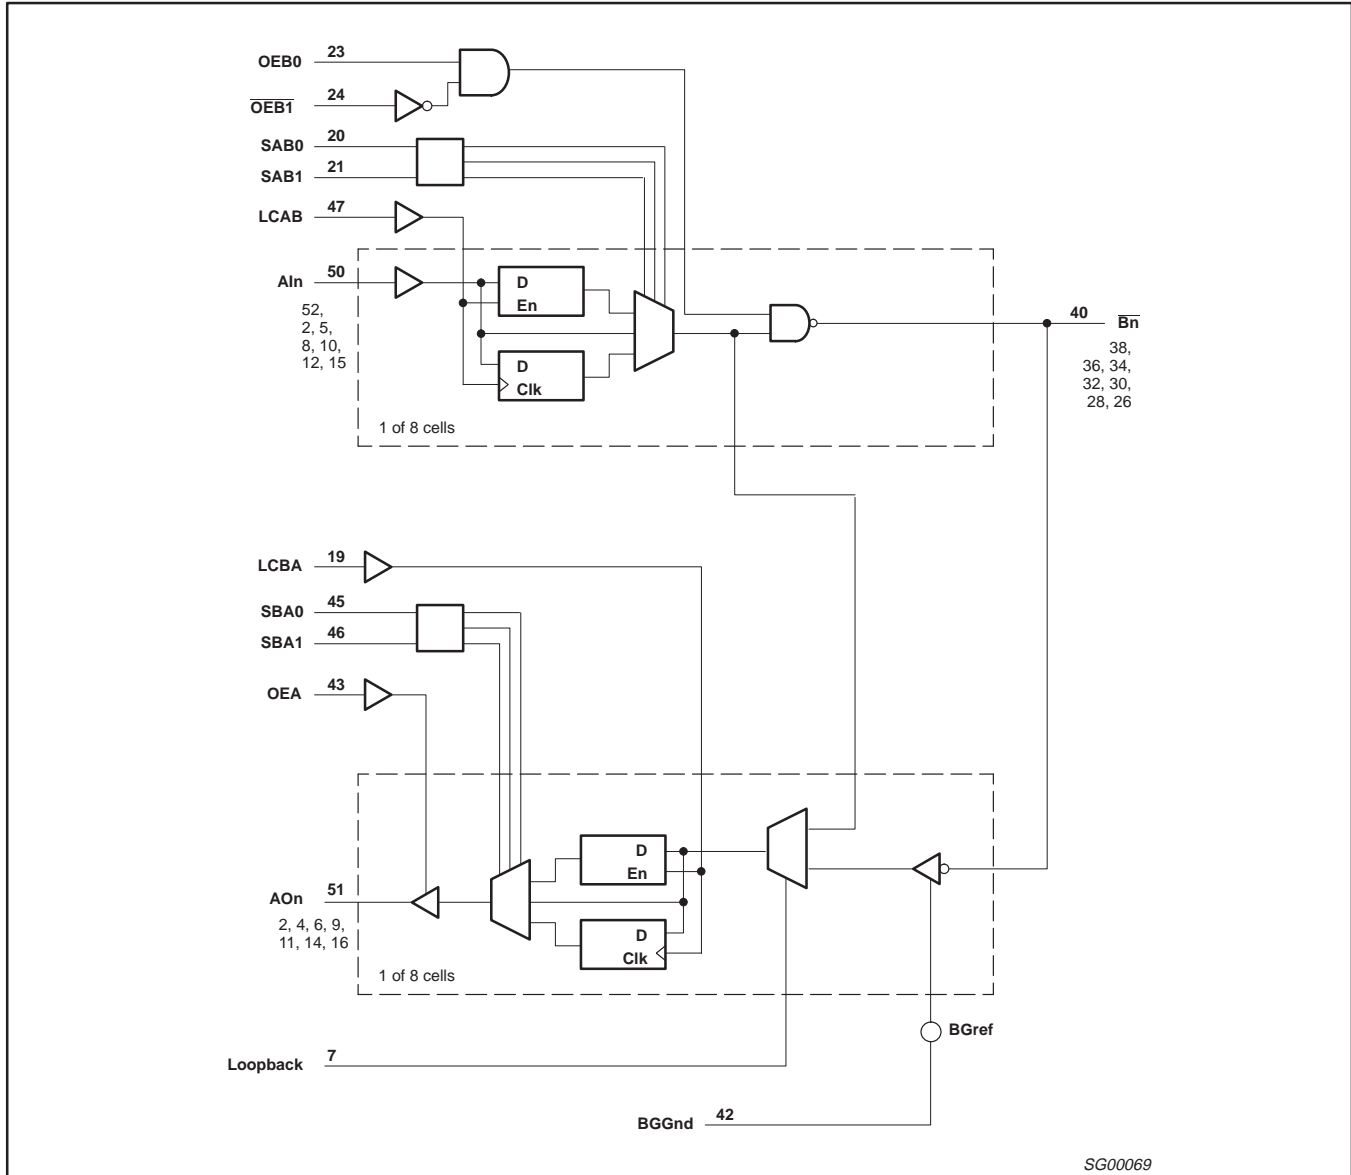 OEB0 23
OEB1 24
SAB0 20
SAB1 21
LCAB 47
AIn 50
52,
2, 5,
8, 10,
12, 15
D
En
D
Clk
1 of 8 cells
40 Bn
38,
36, 34,
32, 30,
28, 26
LCBA 19
SBA0 45
SBA1 46
OEA 43
D
En
D
Clk
AOn 51
2, 4, 6, 9,
11, 14, 16
1 of 8 cells
BGref
Loopback 7
BGGnd 42
SG00069